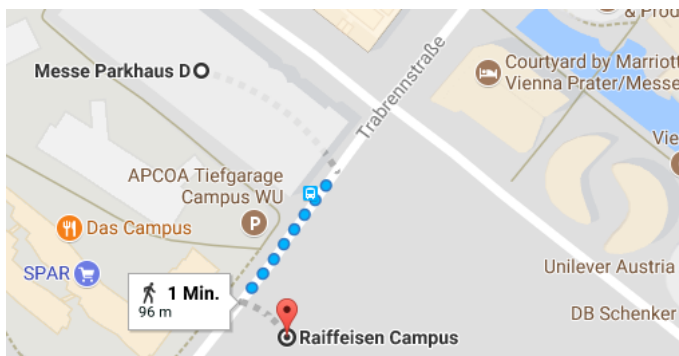 & Prod
Messe Parkhaus D
Trabrennstraße
Courtyard by Marriott
Vienna Prater/Messe
Vie
APCOA Tiefgarage
Campus WU
P
Das Campus
SPAR
1 Min.
96 m
Unilever Austria
DB Schenker
Raiffeisen Campus